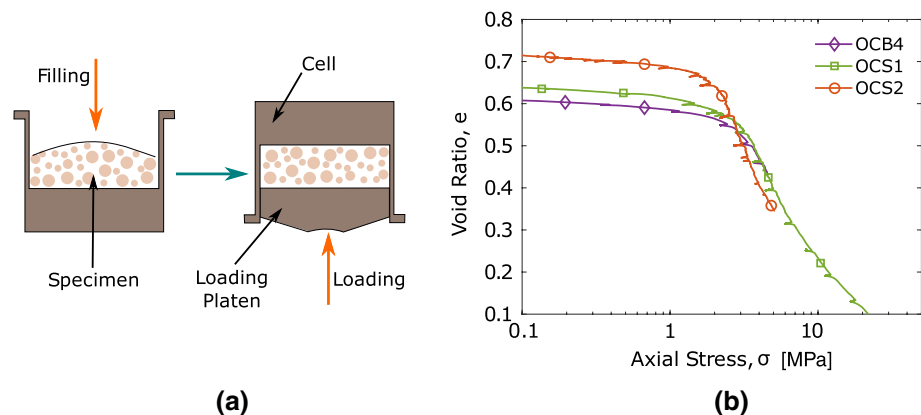 Filling
Cell
Specimen
Loading
Platen
Loading
(a)
OCB4
OCS1
OCS2
0.8
0.7
0.6
0.5
0.4
0.3
0.2
0.1
Void Ratio, e
0.1
1
10
Axial Stress, σ [MPa]
(b)